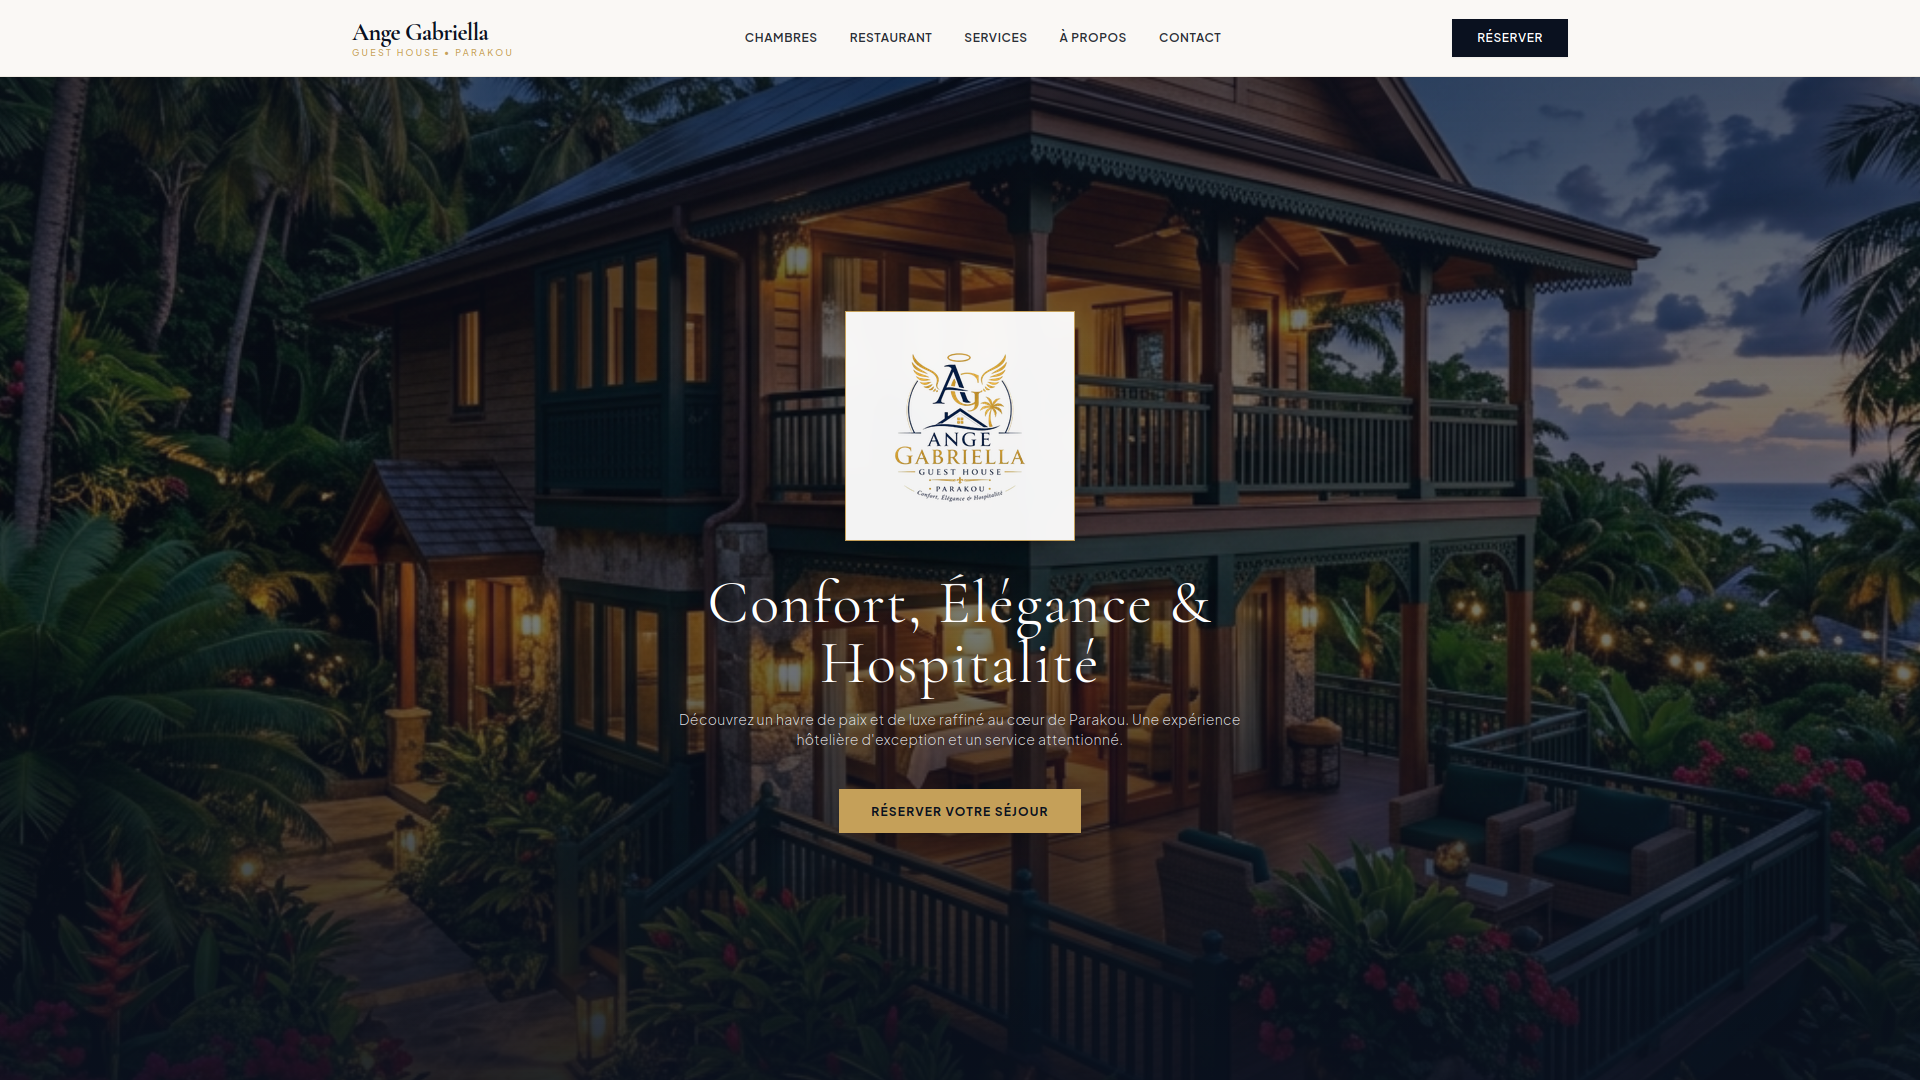 Ange Gabriella
GUEST HOUSE • PARAKOU
CHAMBRES
RESTAURANT
SERVICES
À PROPOS
CONTACT
RÉSERVER
AG
ANGE
GABRIELLA
GUEST HOUSE
• PARAKOU •
Confort, Élégance & Hospitalité
Confort, Élégance &
Hospitalité
Découvrez un havre de paix et de luxe raffiné au cœur de Parakou. Une expérience
hôtelière d'exception et un service attentionné.
RÉSERVER VOTRE SÉJOUR